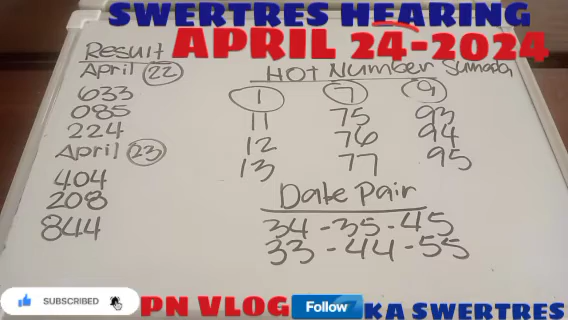 SWERTRES HEARING
APRIL 24-2024
Result
April 22
633
085
224
April 23
404
208
844
Hot Number Sumada
1 7 9
11 75 93
12 76 94
13 77 95
Date Pair
34-35-45
33-44-55
SUBSCRIBED
PN VLOG
Follow
KA SWERTRES